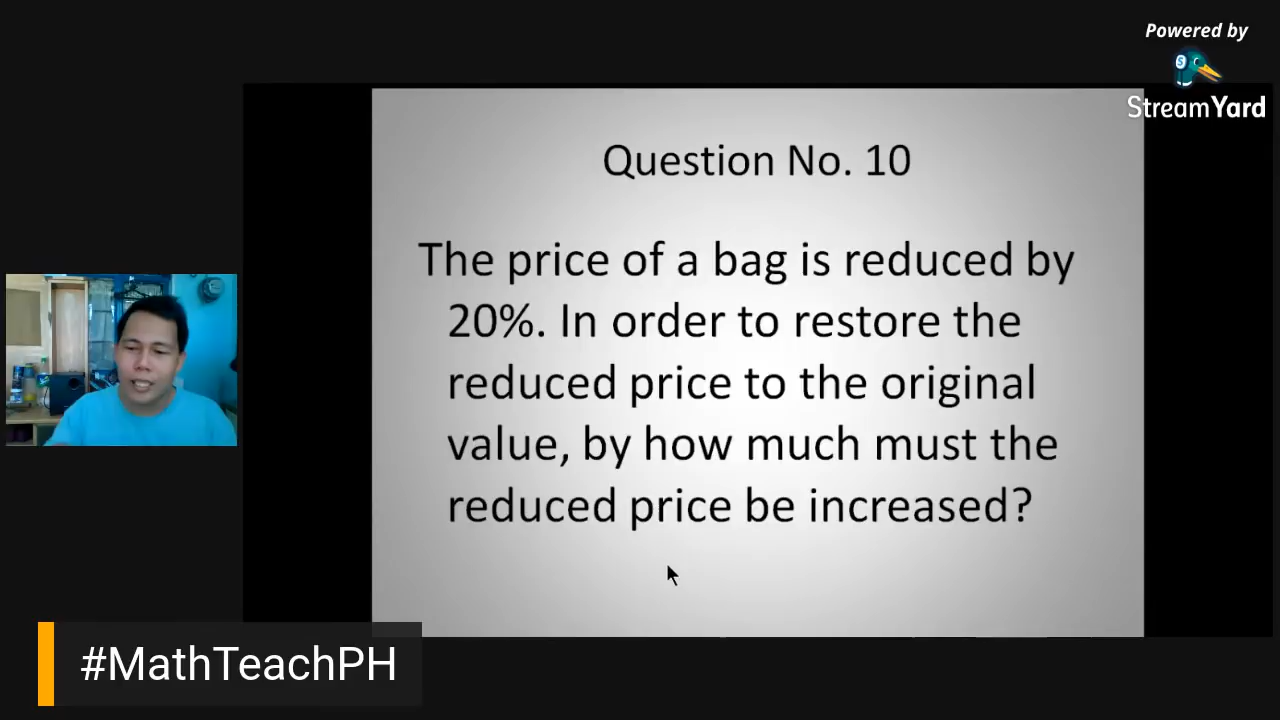 Powered by
StreamYard
Question No. 10
The price of a bag is reduced by
20%. In order to restore the
reduced price to the original
value, by how much must the
reduced price be increased?
#MathTeachPH